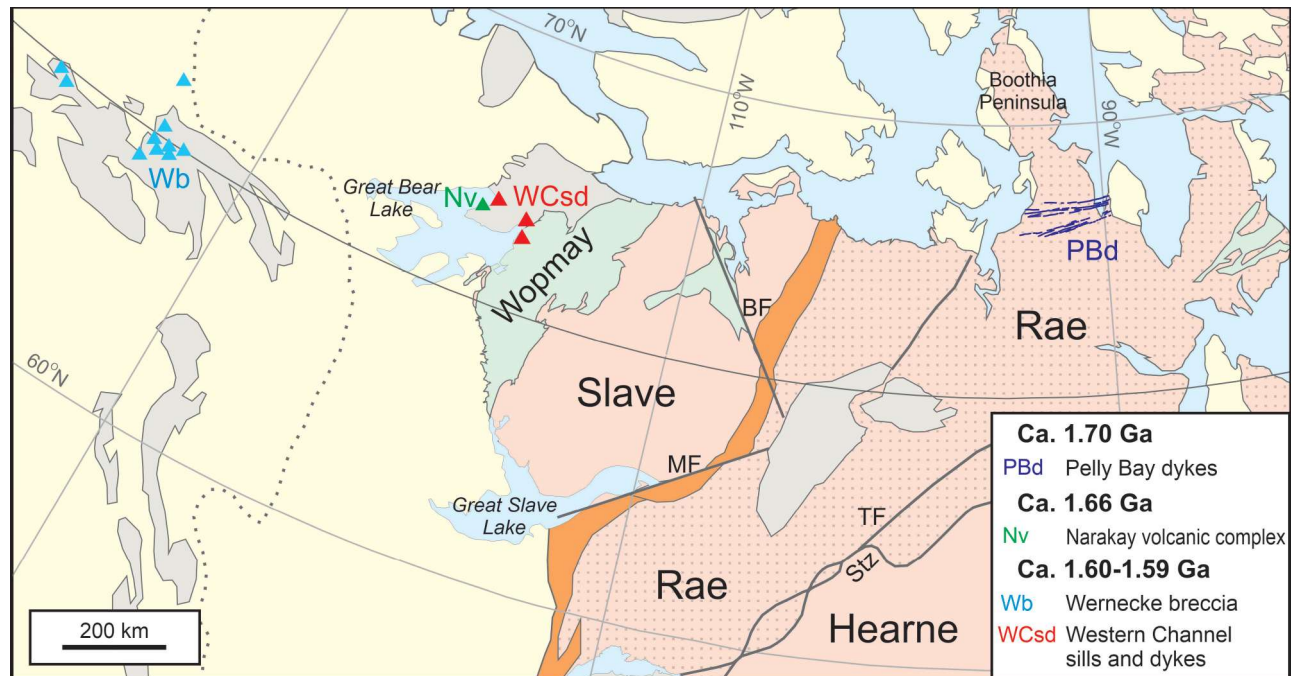 70°N
110°W
Boothia
Peninsula
90°W
Wb
Great Bear
Lake
Nv
WCsd
PBd
Wopmay
BF
Rae
60°N
Slave
MF
Great Slave
Lake
TF
Stz
Rae
Hearne
200 km
Ca. 1.70 Ga
PBd Pelly Bay dykes
Ca. 1.66 Ga
Nv Narakay volcanic complex
Ca. 1.60-1.59 Ga
Wb Wernecke breccia
WCsd Western Channel
sills and dykes